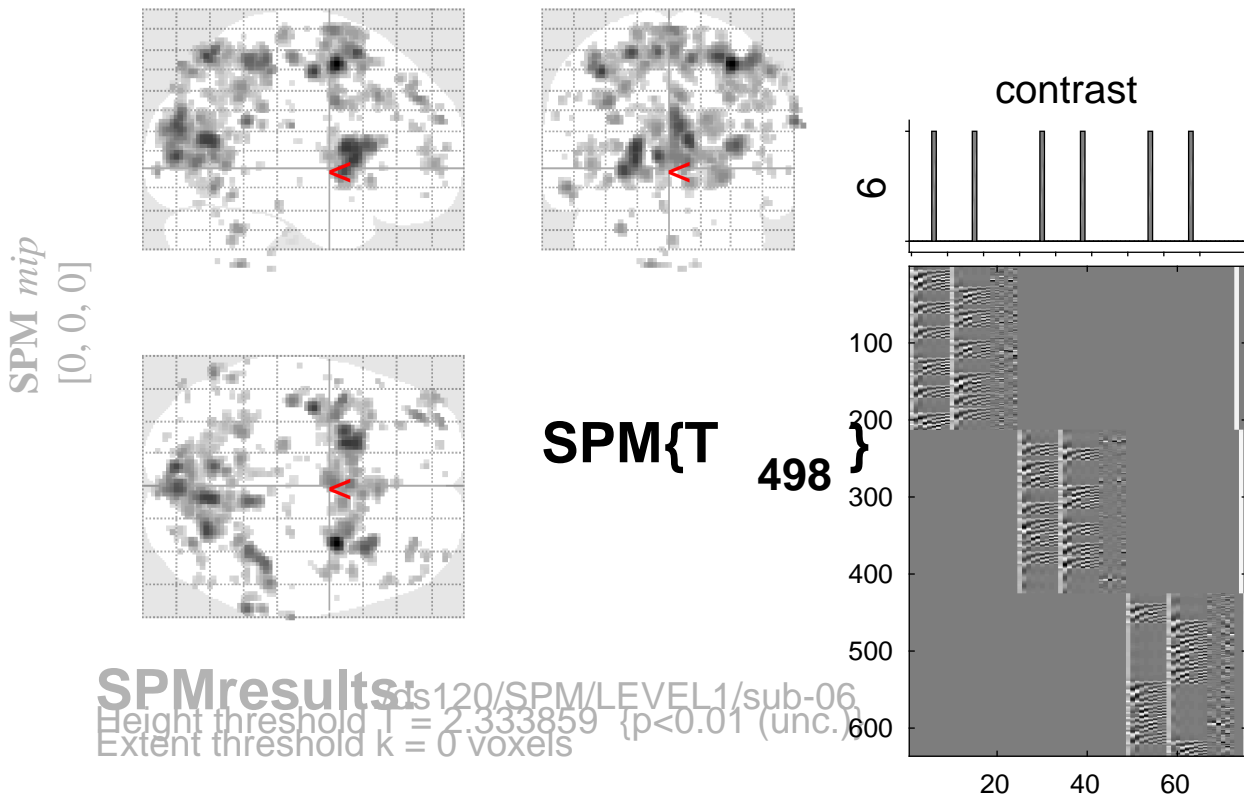 SPM mip
[0, 0, 0]
<
<
<
SPM{T498}
contrast
6
100
200
300
400
500
600
20 40 60
SPMresults: /ds120/SPM/LEVEL1/sub-06
Height threshold T = 2.333859 {p<0.01 (unc.)}
Extent threshold k = 0 voxels